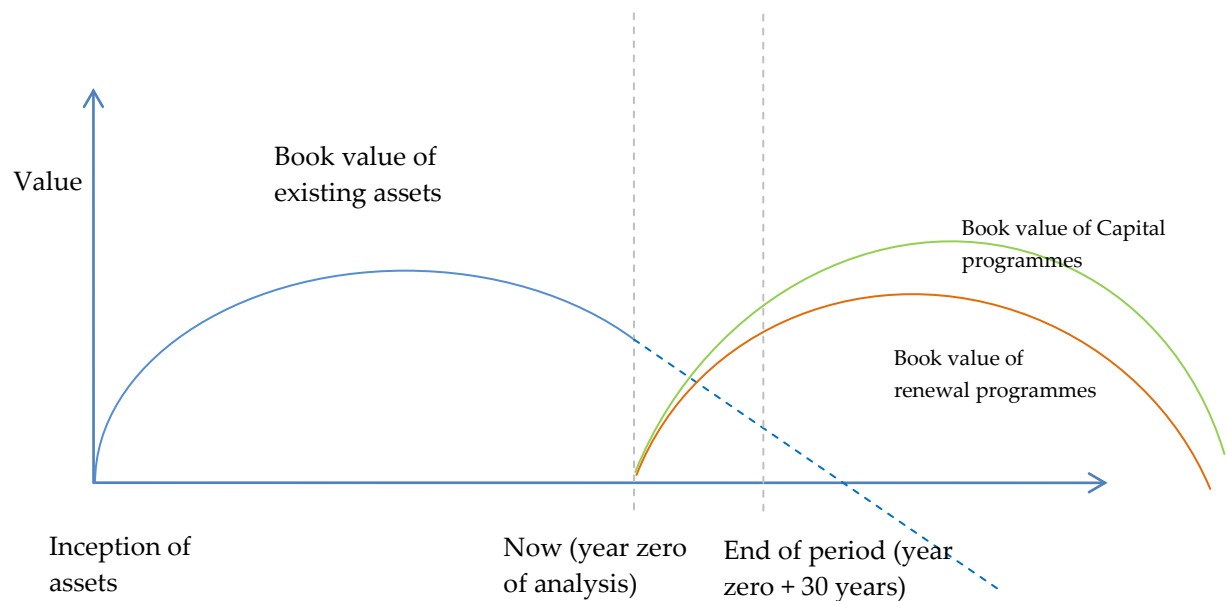 Book value of
existing assets
Value
Book value of Capital
programmes
Book value of
renewal programmes
Inception of
assets
Now (year zero
of analysis)
End of period (year
zero + 30 years)